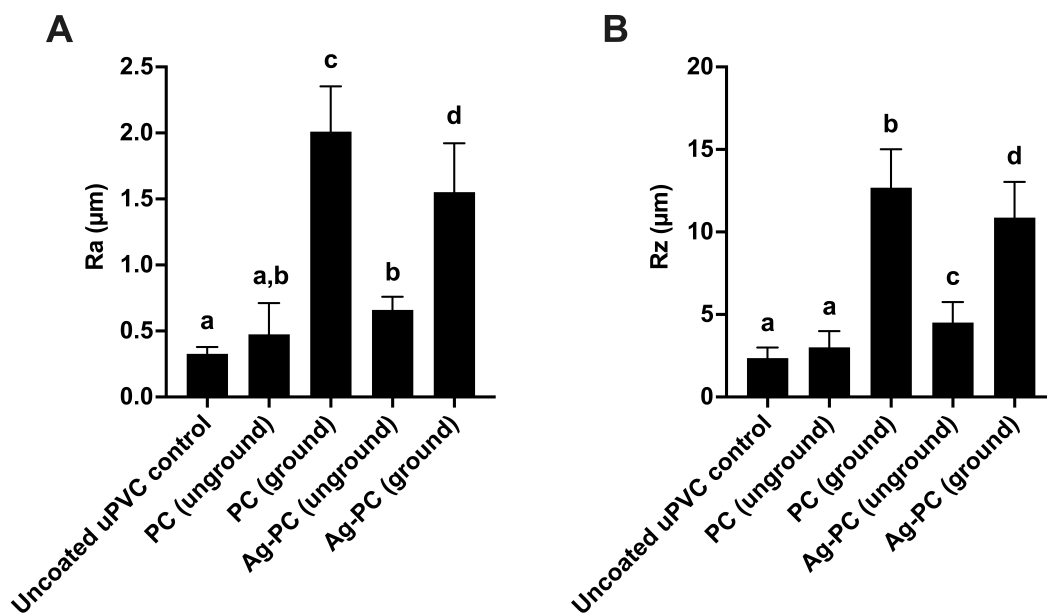 A
Ra (µm)
2.5
2.0
1.5
1.0
0.5
0.0
a
a,b
c
b
d
Uncoated uPVC control
PC (unground)
PC (ground)
Ag-PC (unground)
Ag-PC (ground)
B
Rz (µm)
20
15
10
5
0
a
a
b
c
d
Uncoated uPVC control
PC (unground)
PC (ground)
Ag-PC (unground)
Ag-PC (ground)